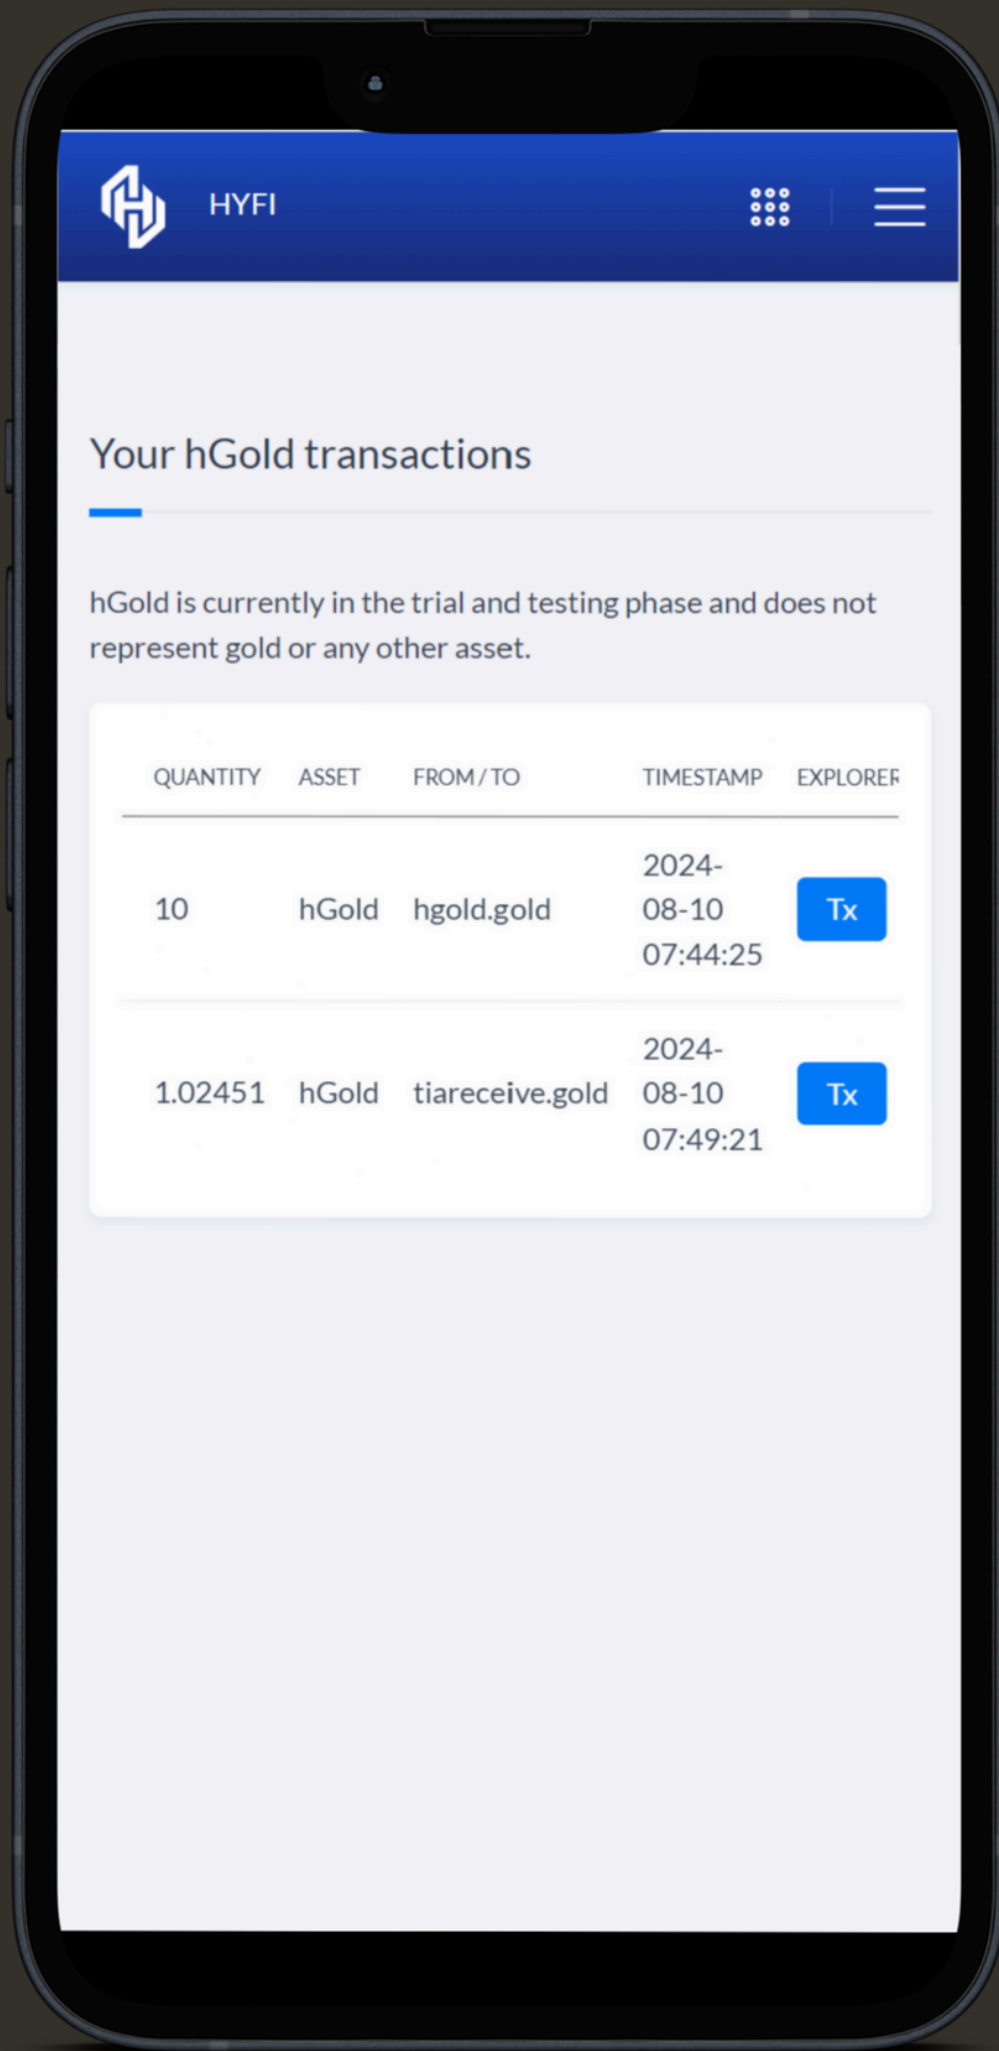 HYFI
Your hGold transactions
hGold is currently in the trial and testing phase and does not
represent gold or any other asset.
QUANTITY ASSET FROM / TO TIMESTAMP EXPLORER
10 hGold hgold.gold 2024-
08-10
07:44:25 Tx
1.02451 hGold tiareceive.gold 2024-
08-10
07:49:21 Tx